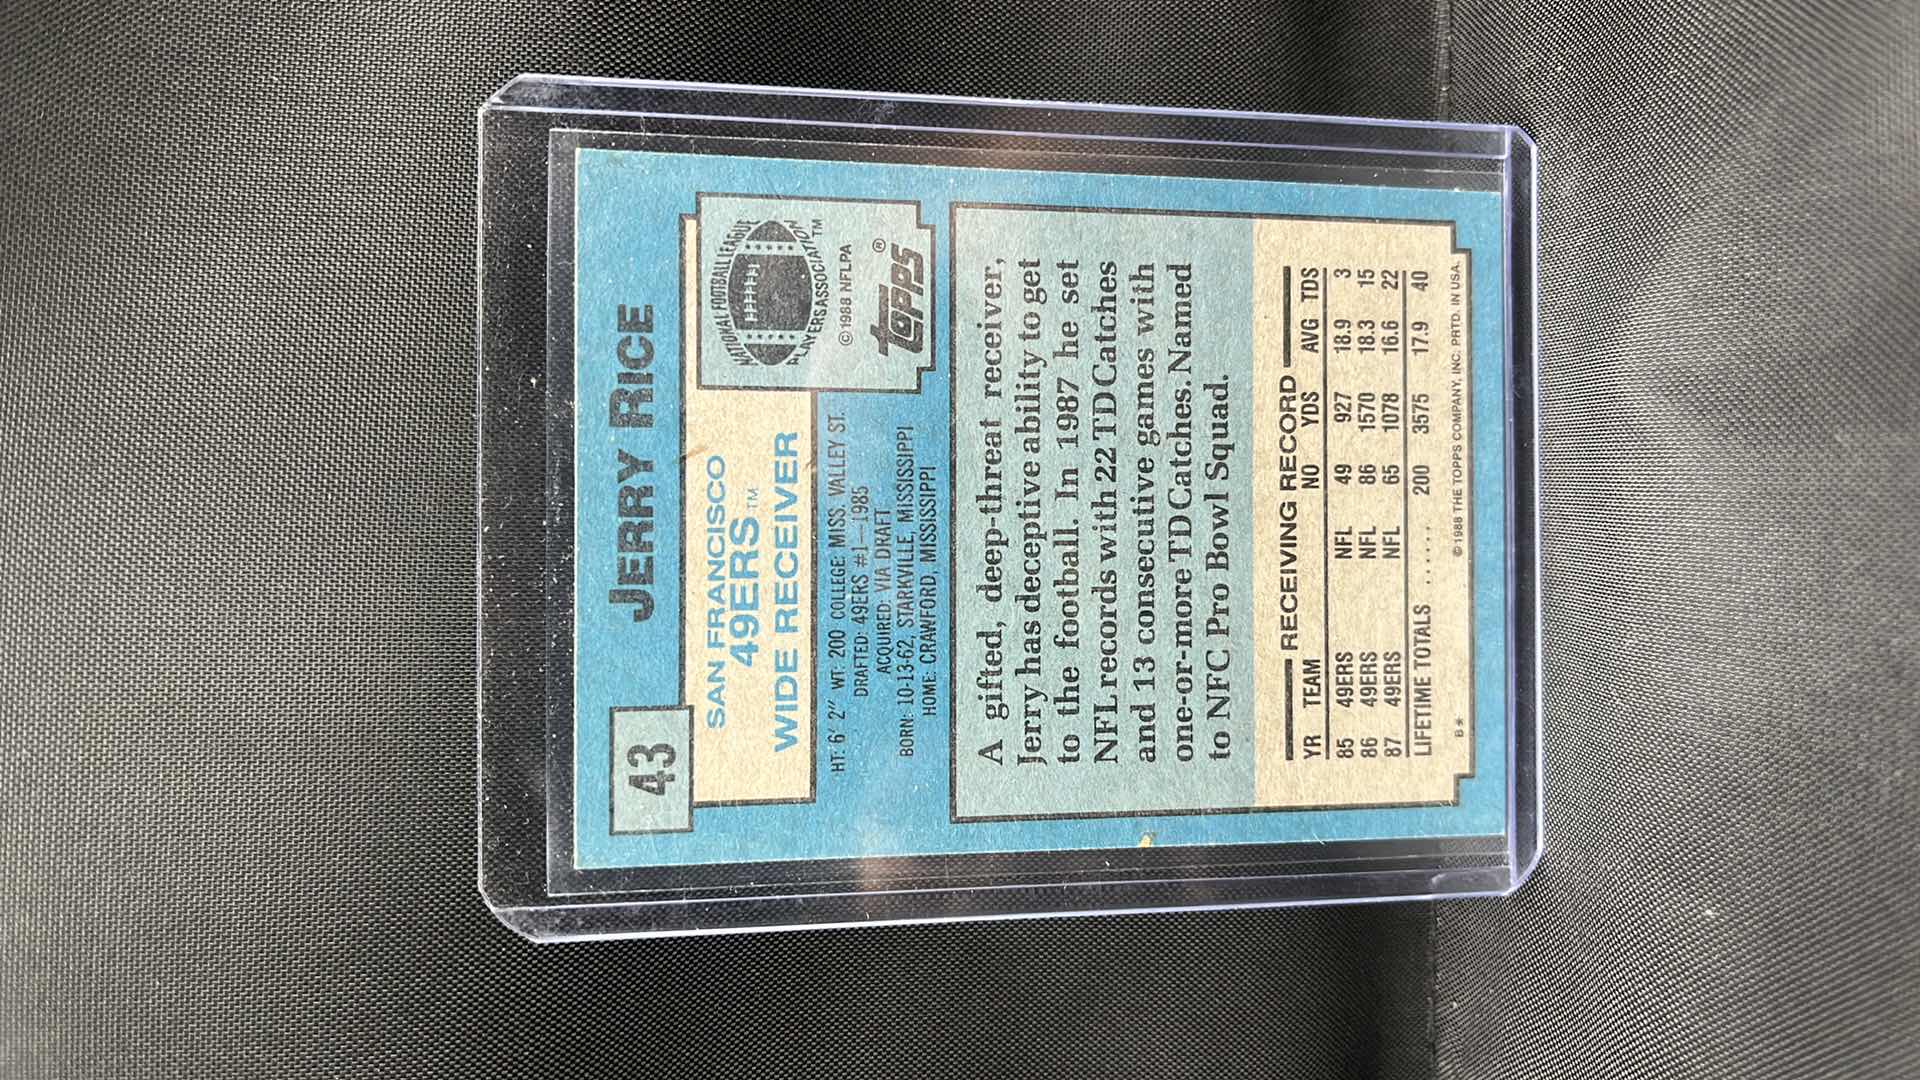 43
JERRY RICE
SAN FRANCISCO
49ERS™
WIDE RECEIVER
NATIONAL FOOTBALL LEAGUE
PLAYERS ASSOCIATION™
©1988 NFLPA
TOPPS®
HT: 6' 2" WT: 200 COLLEGE: MISS. VALLEY ST.
DRAFTED: 49ERS #1—1985
ACQUIRED: VIA DRAFT
BORN: 10-13-62, STARKVILLE, MISSISSIPPI
HOME: CRAWFORD, MISSISSIPPI
A gifted, deep-threat receiver,
Jerry has deceptive ability to get
to the football. In 1987 he set
NFL records with 22 TD Catches
and 13 consecutive games with
one-or-more TD Catches. Named
to NFC Pro Bowl Squad.
RECEIVING RECORD
YR TEAM NO YDS AVG TDS
85 49ERS NFL 49 927 18.9 3
86 49ERS NFL 86 1570 18.3 15
87 49ERS NFL 65 1078 16.6 22
LIFETIME TOTALS ...... 200 3575 17.9 40
B* ©1988 THE TOPPS COMPANY, INC. PRTD. IN USA.